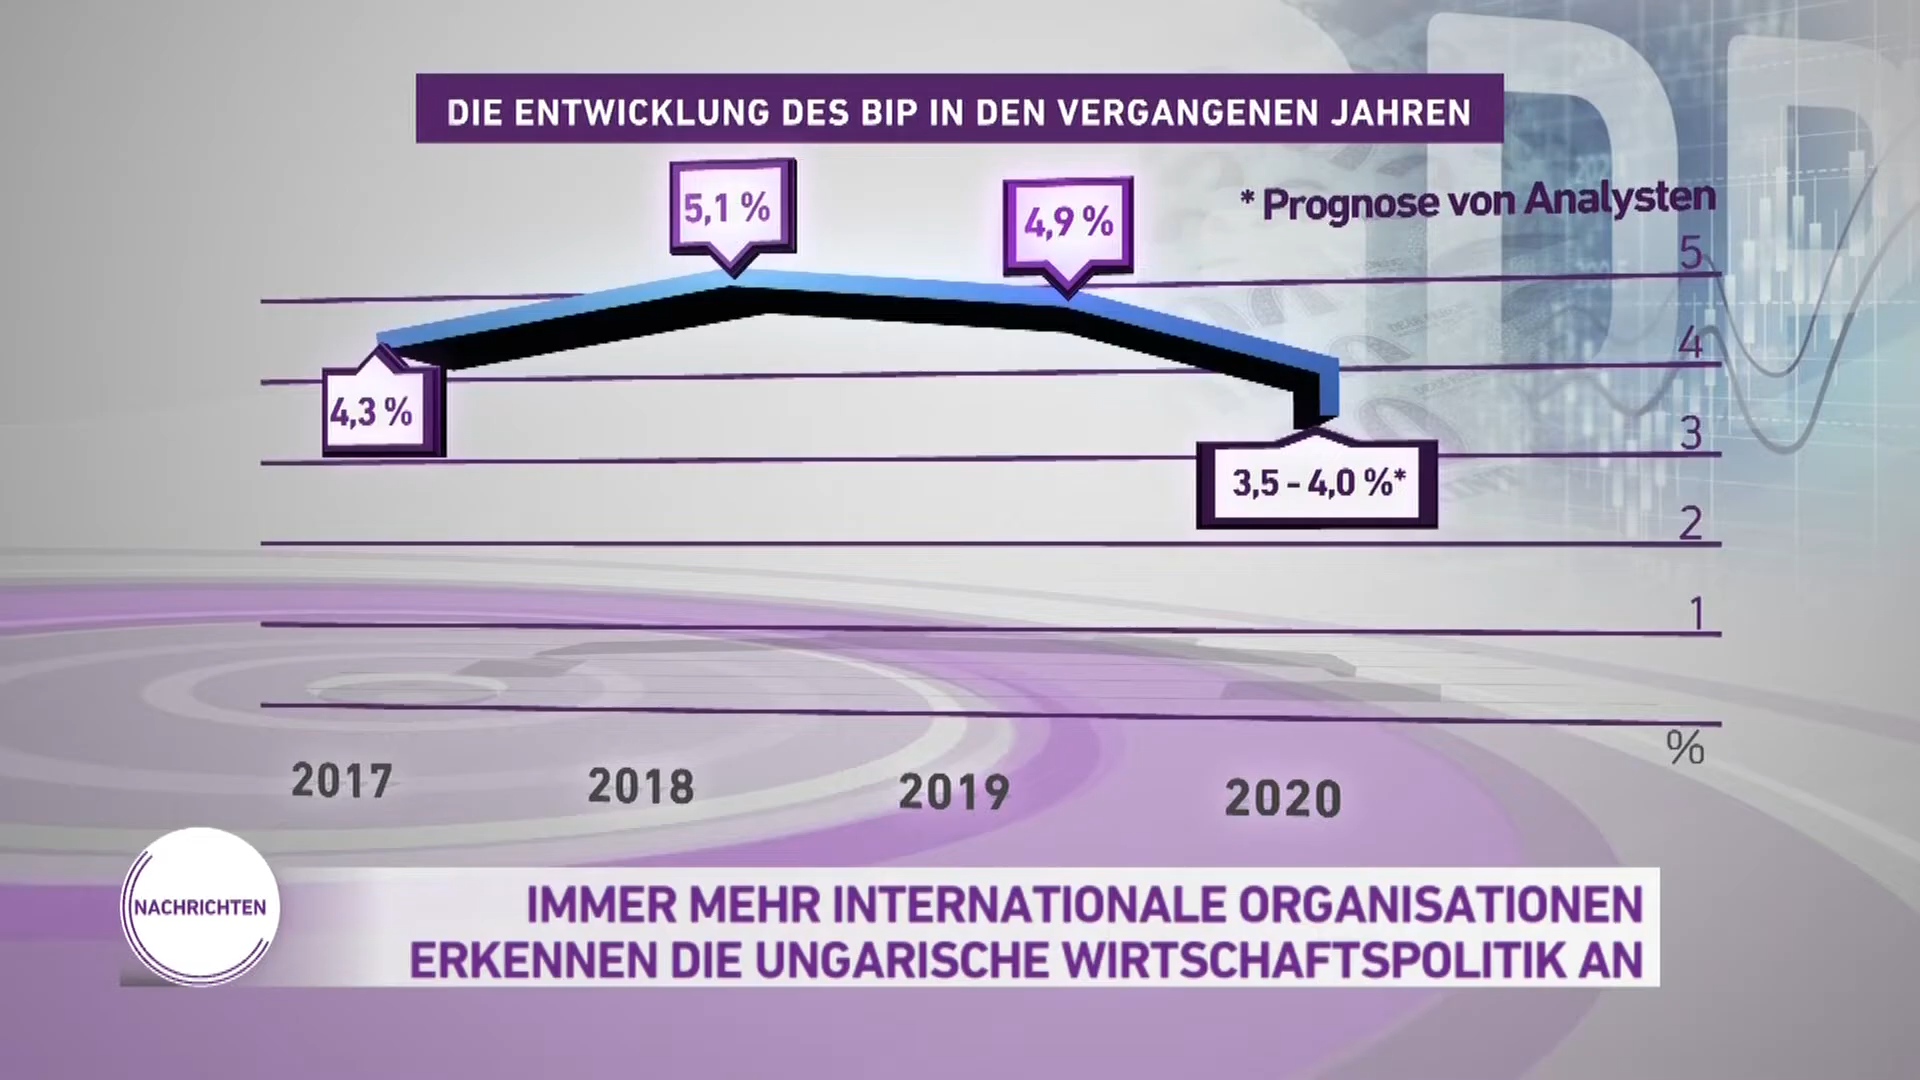 DIE ENTWICKLUNG DES BIP IN DEN VERGANGENEN JAHREN
* Prognose von Analysten
5,1 %
4,9 %
4,3 %
3,5 - 4,0 %*
5
4
3
2
1
%
2017
2018
2019
2020
NACHRICHTEN
IMMER MEHR INTERNATIONALE ORGANISATIONEN
ERKENNEN DIE UNGARISCHE WIRTSCHAFTSPOLITIK AN